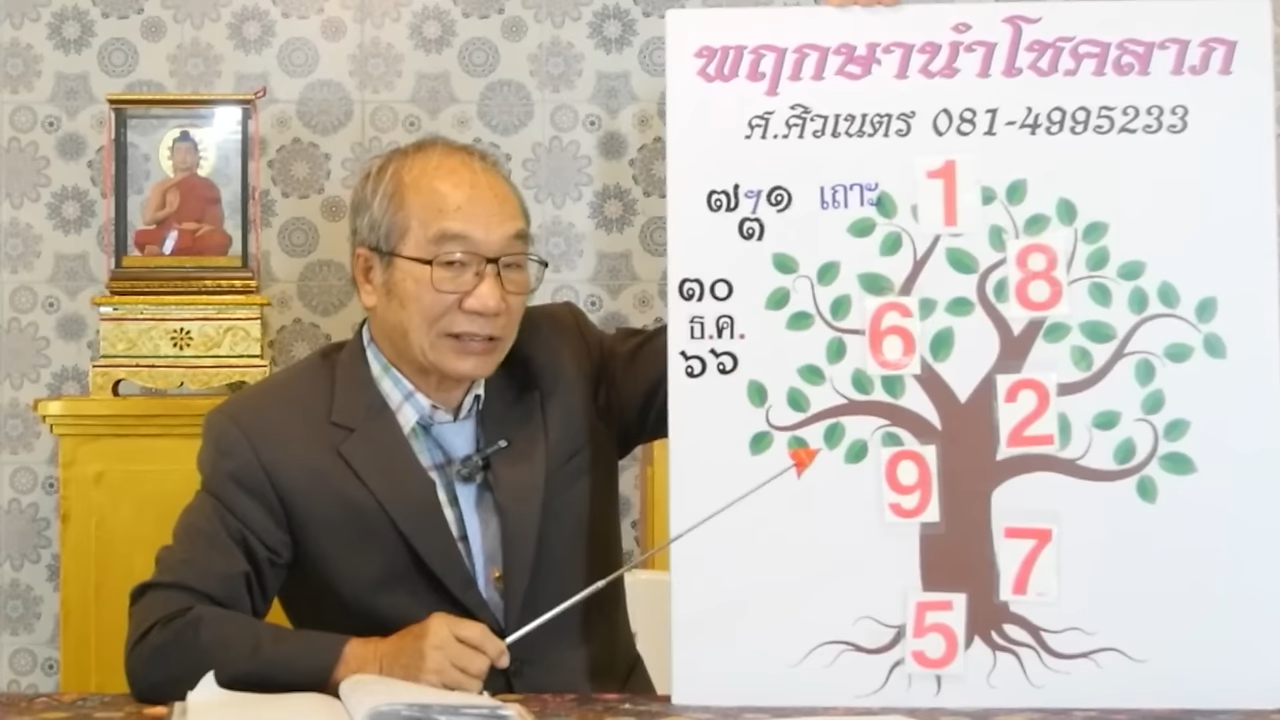 พฤกษานำโชคลาภ
ศ.ศิวเนตร 081-4995233
๗ฯ๑ เถาะ
๓
๓๐
ธ.ค.
๖๖
1
8
6
2
9
7
5